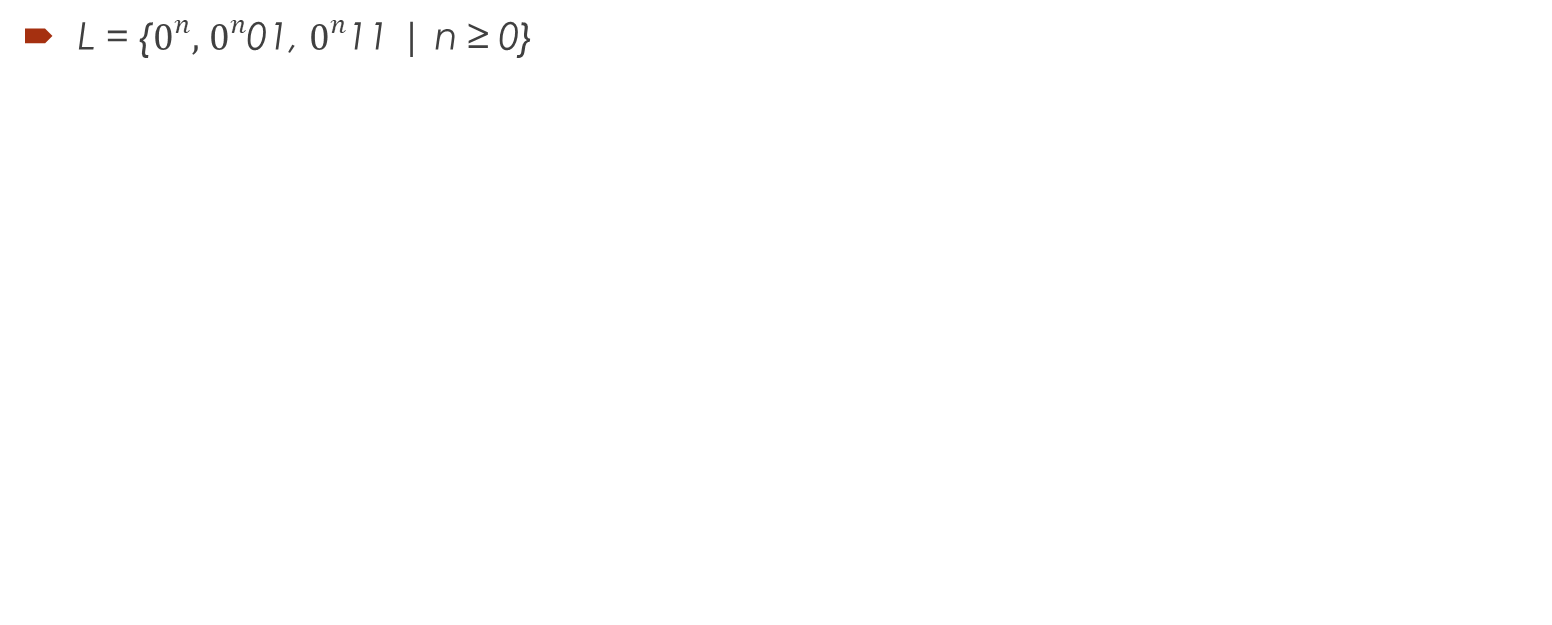 L = {0ⁿ, 0ⁿ01, 0ⁿ11 | n ≥ 0}